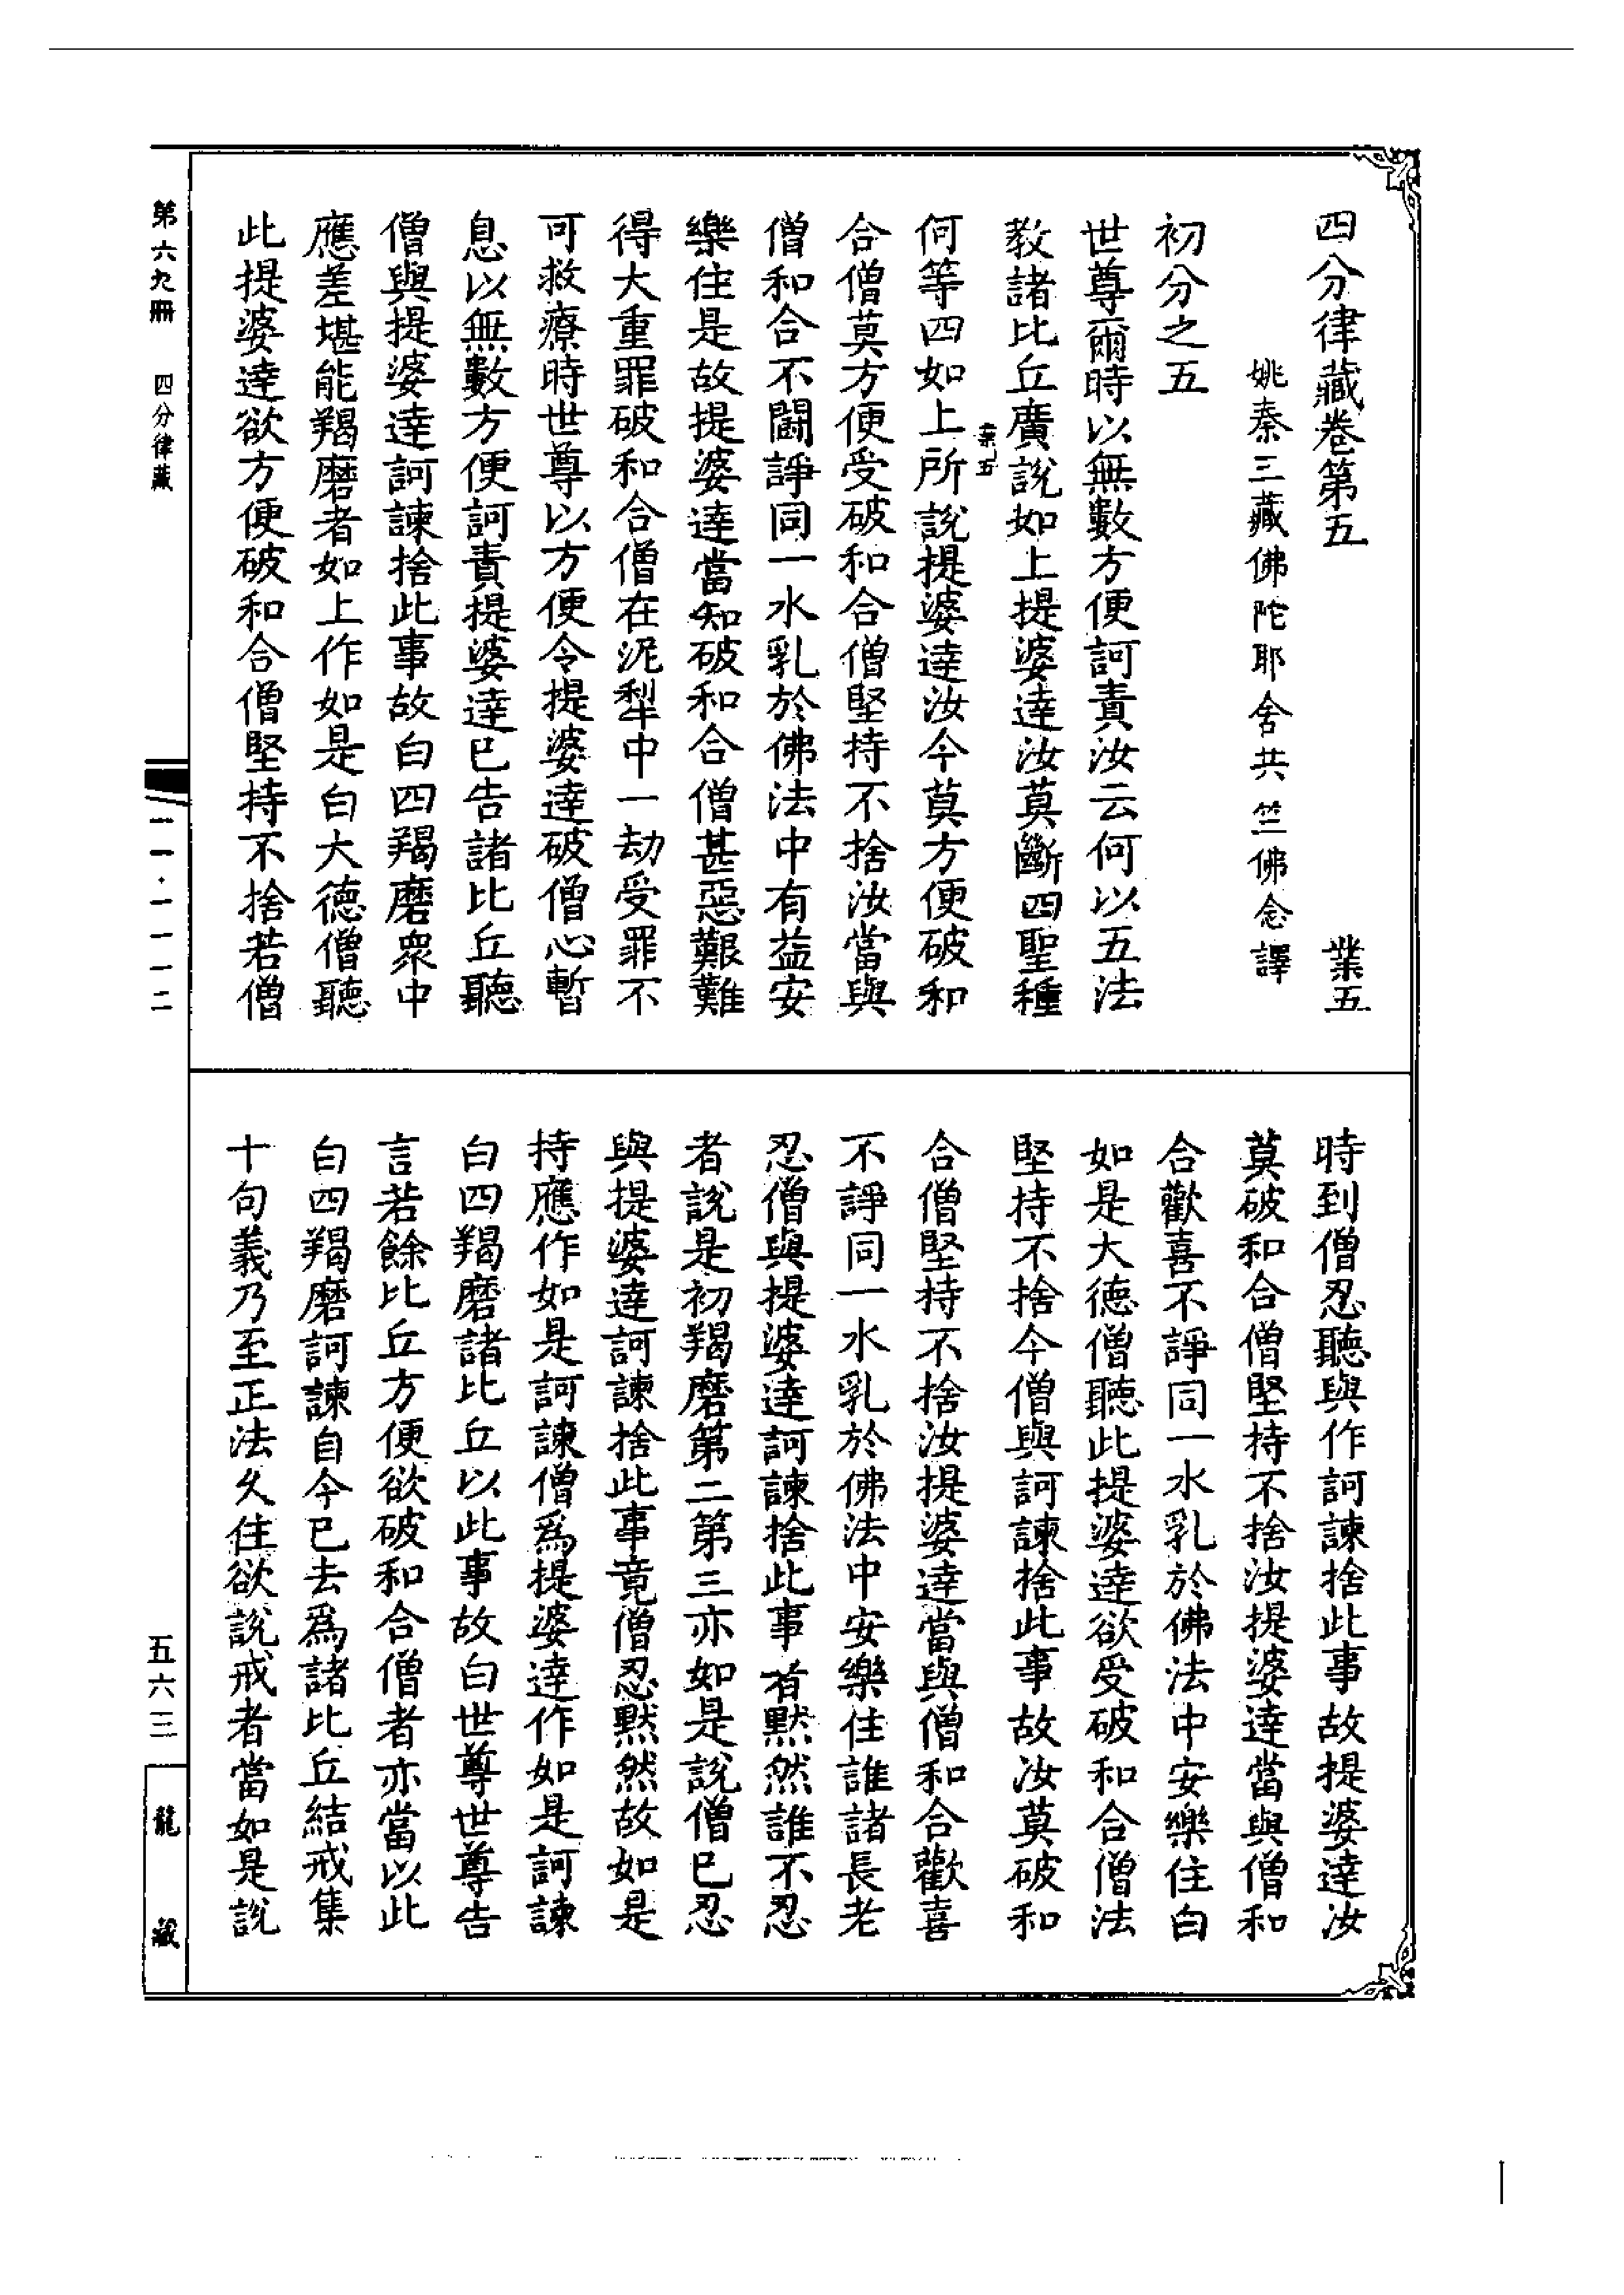 四分律藏卷第五 業五
姚秦三藏佛陀耶舍共竺佛念譯
初分之五
世尊爾時以無數方便訶責汝云何以五法
教諸比丘廣說如上提婆達汝莫斷四聖種
業五
何等四如上所說提婆達汝今莫方便破和
合僧莫方便受破和合僧堅持不捨汝當與
僧和合不鬪諍同一水乳於佛法中有益安
樂住是故提婆達當知破和合僧甚惡艱難
得大重罪破和合僧在泥犁中一劫受罪不
可救療時世尊以方便令提婆達破僧心暫
息以無數方便訶責提婆達已告諸比丘聽
僧與提婆達訶諫捨此事故白四羯磨衆中
應差堪能羯磨者如上作如是白大德僧聽
此提婆達欲方便破和合僧堅持不捨若僧
時到僧忍聽與作訶諫捨此事故提婆達汝
莫破和合僧堅持不捨汝提婆達當與僧和
合歡喜不諍同一水乳於佛法中安樂住白
如是大德僧聽此提婆達欲受破和合僧法
堅持不捨今僧與訶諫捨此事故汝莫破和
合僧堅持不捨汝提婆達當與僧和合歡喜
不諍同一水乳於佛法中安樂住誰諸長老
忍僧與提婆達訶諫捨此事者默然誰不忍
者說是初羯磨第二第三亦如是說僧已忍
與提婆達訶諫捨此事竟僧忍默然故如是
持應作如是訶諫僧爲提婆達作如是訶諫
白四羯磨諸比丘以此事故白世尊世尊告
言若餘比丘方便欲破和合僧者亦當以此
白四羯磨訶諫自今已去爲諸比丘結戒集
十句義乃至正法久住欲說戒者當如是說
第六九冊 四分律藏
五六三
龍藏